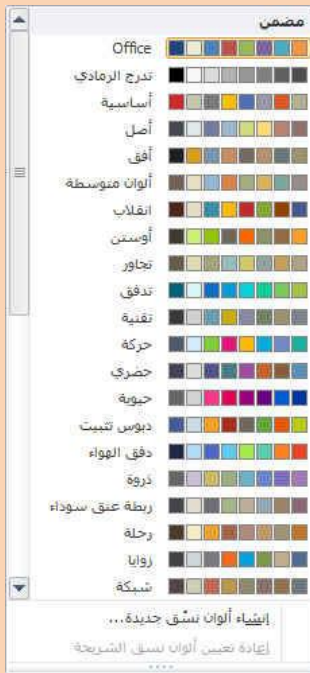 مضمن
Office
تدرج الرمادي
أساسية
أصل
أفق
ألوان متوسطة
انقلاب
أوستن
تجاور
تدفق
تقنية
حركة
حضري
حيوية
دبوس تثبيت
دفق الهواء
ذروة
ربطة عنق سوداء
رحلة
زوايا
شبكة
إنشاء ألوان نسق جديدة...
إعادة تعيين ألوان نسق الشريحة